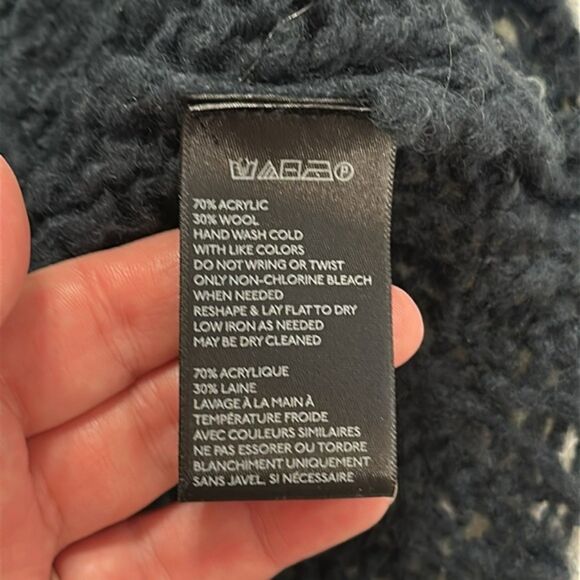 P
70% ACRYLIC
30% WOOL
HAND WASH COLD
WITH LIKE COLORS
DO NOT WRING OR TWIST
ONLY NON-CHLORINE BLEACH
WHEN NEEDED
RESHAPE & LAY FLAT TO DRY
LOW IRON AS NEEDED
MAY BE DRY CLEANED
70% ACRYLIQUE
30% LAINE
LAVAGE À LA MAIN À
TEMPÉRATURE FROIDE
AVEC COULEURS SIMILAIRES
NE PAS ESSORER OU TORDRE
BLANCHIMENT UNIQUEMENT
SANS JAVEL, SI NÉCESSAIRE